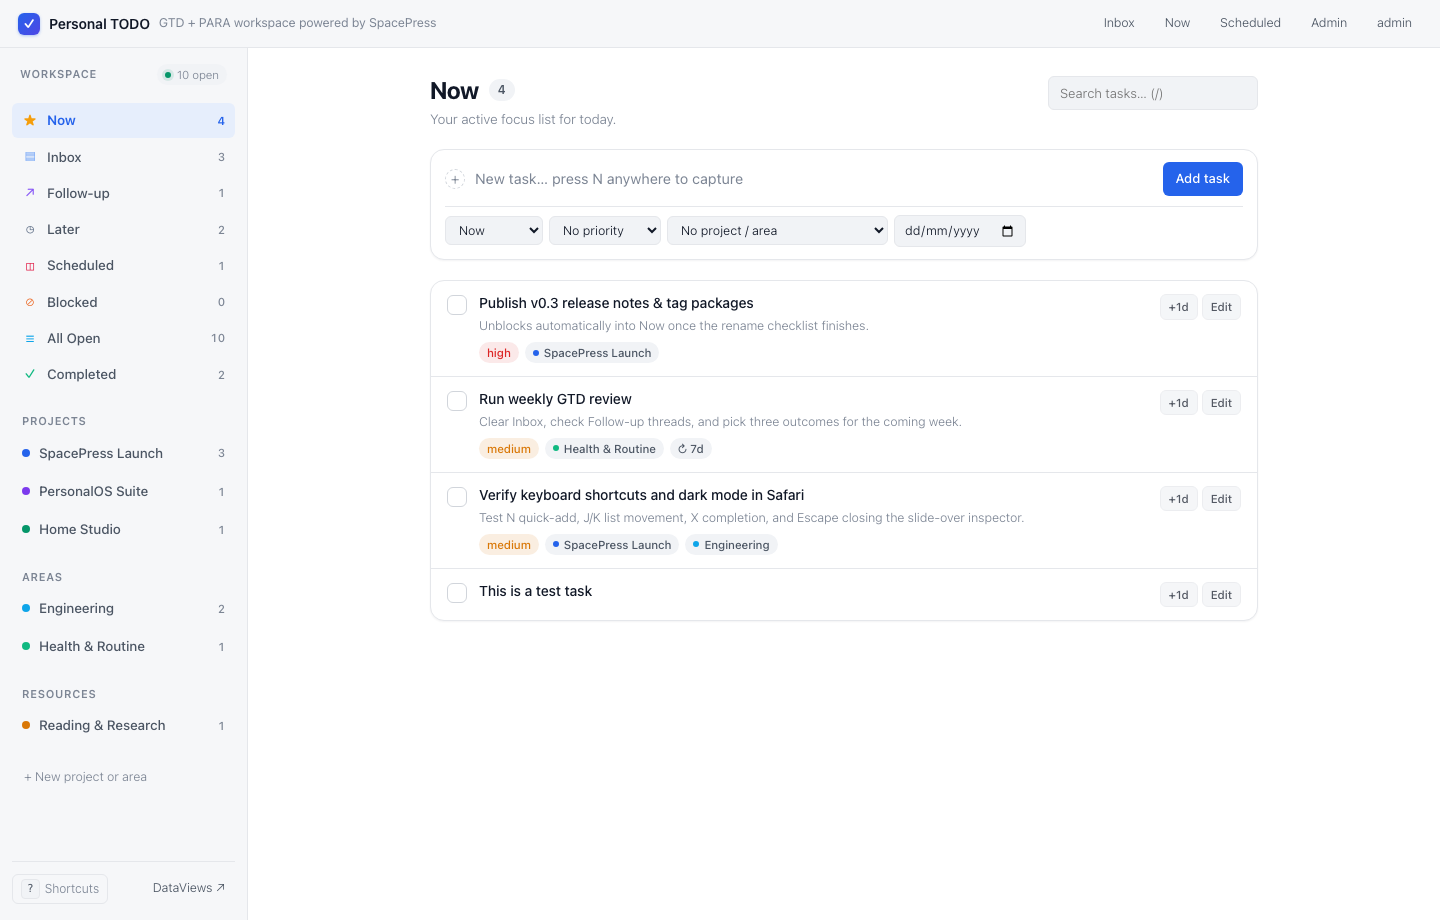 Personal TODO GTD + PARA workspace powered by SpacePress Inbox Now Scheduled Admin admin
WORKSPACE 10 open
Now 4
Inbox 3
Follow-up 1
Later 2
Scheduled 1
Blocked 0
All Open 10
Completed 2
PROJECTS
SpacePress Launch 3
PersonalOS Suite 1
Home Studio 1
AREAS
Engineering 2
Health & Routine 1
RESOURCES
Reading & Research 1
+ New project or area
? Shortcuts DataViews ↗
Now 4
Search tasks... (/)
Your active focus list for today.
+ New task... press N anywhere to capture Add task
Now No priority No project / area dd/mm/yyyy
Publish v0.3 release notes & tag packages +1d Edit
Unblocks automatically into Now once the rename checklist finishes.
high SpacePress Launch
Run weekly GTD review +1d Edit
Clear Inbox, check Follow-up threads, and pick three outcomes for the coming week.
medium Health & Routine ↻ 7d
Verify keyboard shortcuts and dark mode in Safari +1d Edit
Test N quick-add, J/K list movement, X completion, and Escape closing the slide-over inspector.
medium SpacePress Launch Engineering
This is a test task +1d Edit